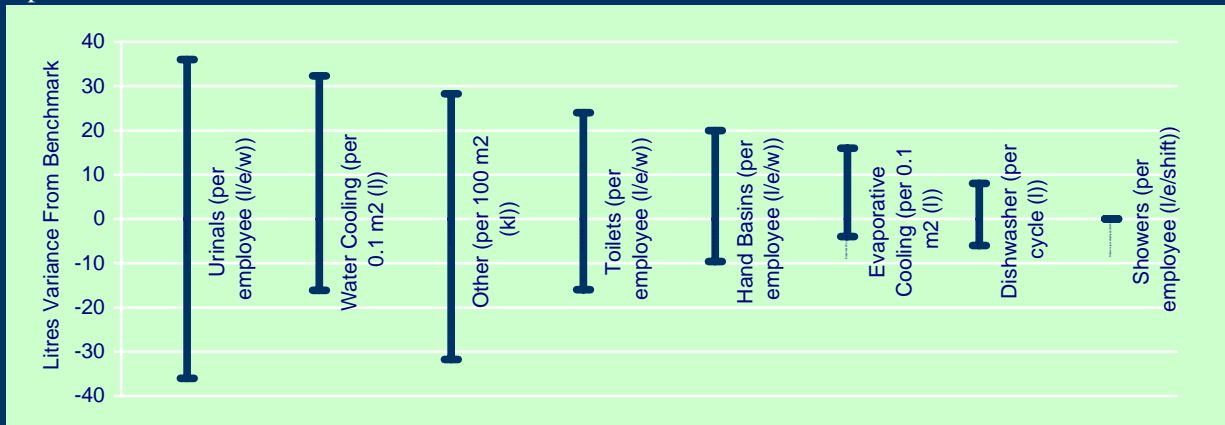 Litres Variance From Benchmark
40
30
20
10
0
-10
-20
-30
-40
Urinals (per
employee (l/e/w))
Water Cooling (per
0.1 m2 (l))
Other (per 100 m2
(kl))
Toilets (per
employee (l/e/w))
Hand Basins (per
employee (l/e/w))
Evaporative
Cooling (per 0.1
m2 (l))
Dishwasher (per
cycle (l))
Showers (per
employee (l/e/shift))